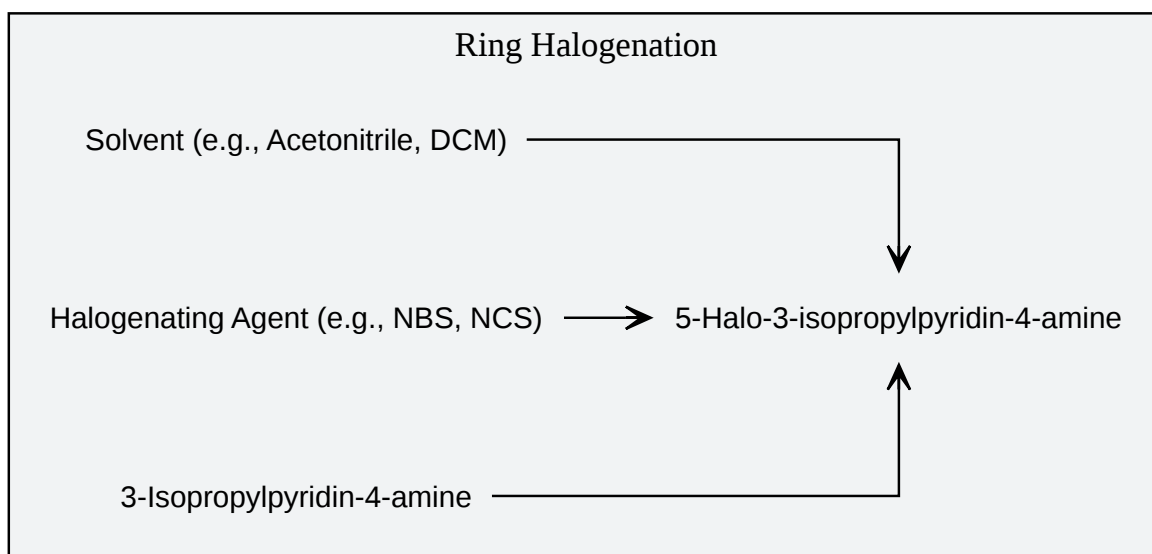 Ring Halogenation
Solvent (e.g., Acetonitrile, DCM)
Halogenating Agent (e.g., NBS, NCS)
5-Halo-3-isopropylpyridin-4-amine
3-Isopropylpyridin-4-amine